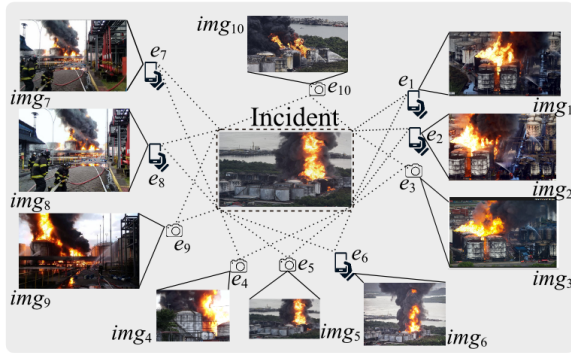 img10
e7
e10
e1
img7
img1
Incident
e2
e8
e3
img8
img2
e9
e6
e4
e5
img3
img9
img4
img5
img6